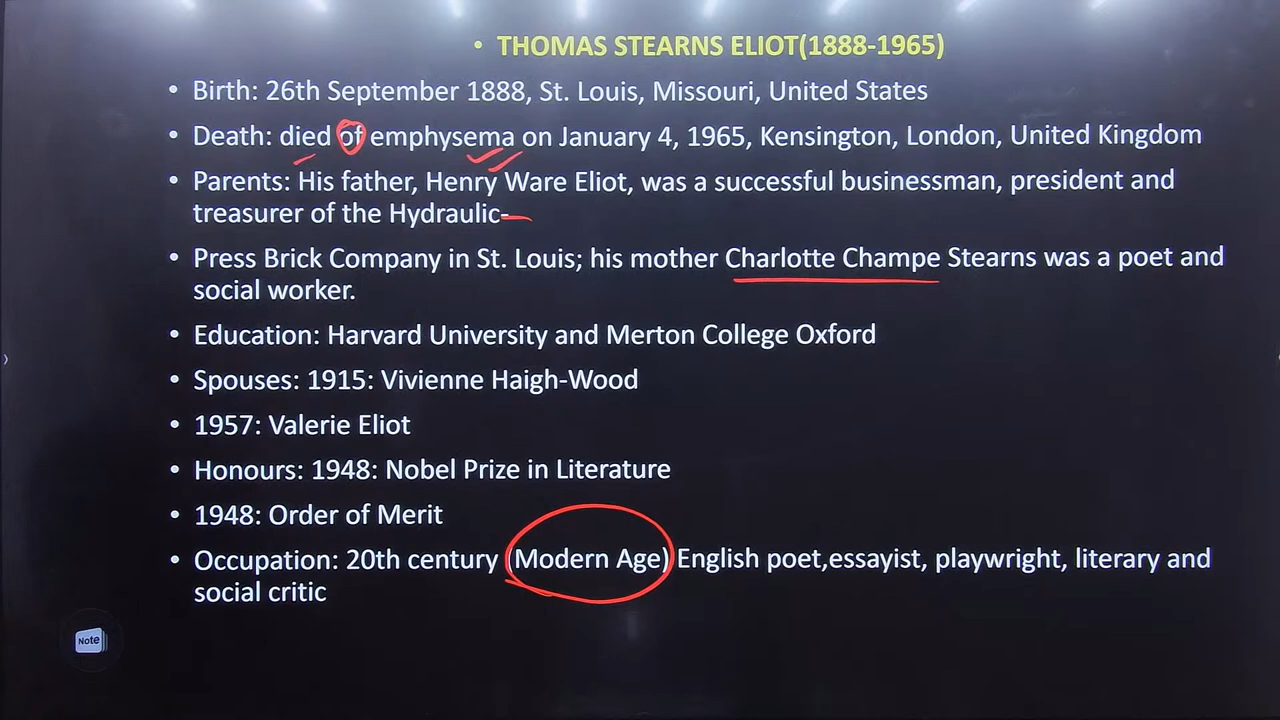 • THOMAS STEARNS ELIOT(1888-1965)
• Birth: 26th September 1888, St. Louis, Missouri, United States
• Death: died of emphysema on January 4, 1965, Kensington, London, United Kingdom
• Parents: His father, Henry Ware Eliot, was a successful businessman, president and
treasurer of the Hydraulic-
• Press Brick Company in St. Louis; his mother Charlotte Champe Stearns was a poet and
social worker.
• Education: Harvard University and Merton College Oxford
• Spouses: 1915: Vivienne Haigh-Wood
• 1957: Valerie Eliot
• Honours: 1948: Nobel Prize in Literature
• 1948: Order of Merit
• Occupation: 20th century (Modern Age) English poet,essayist, playwright, literary and
social critic
Note